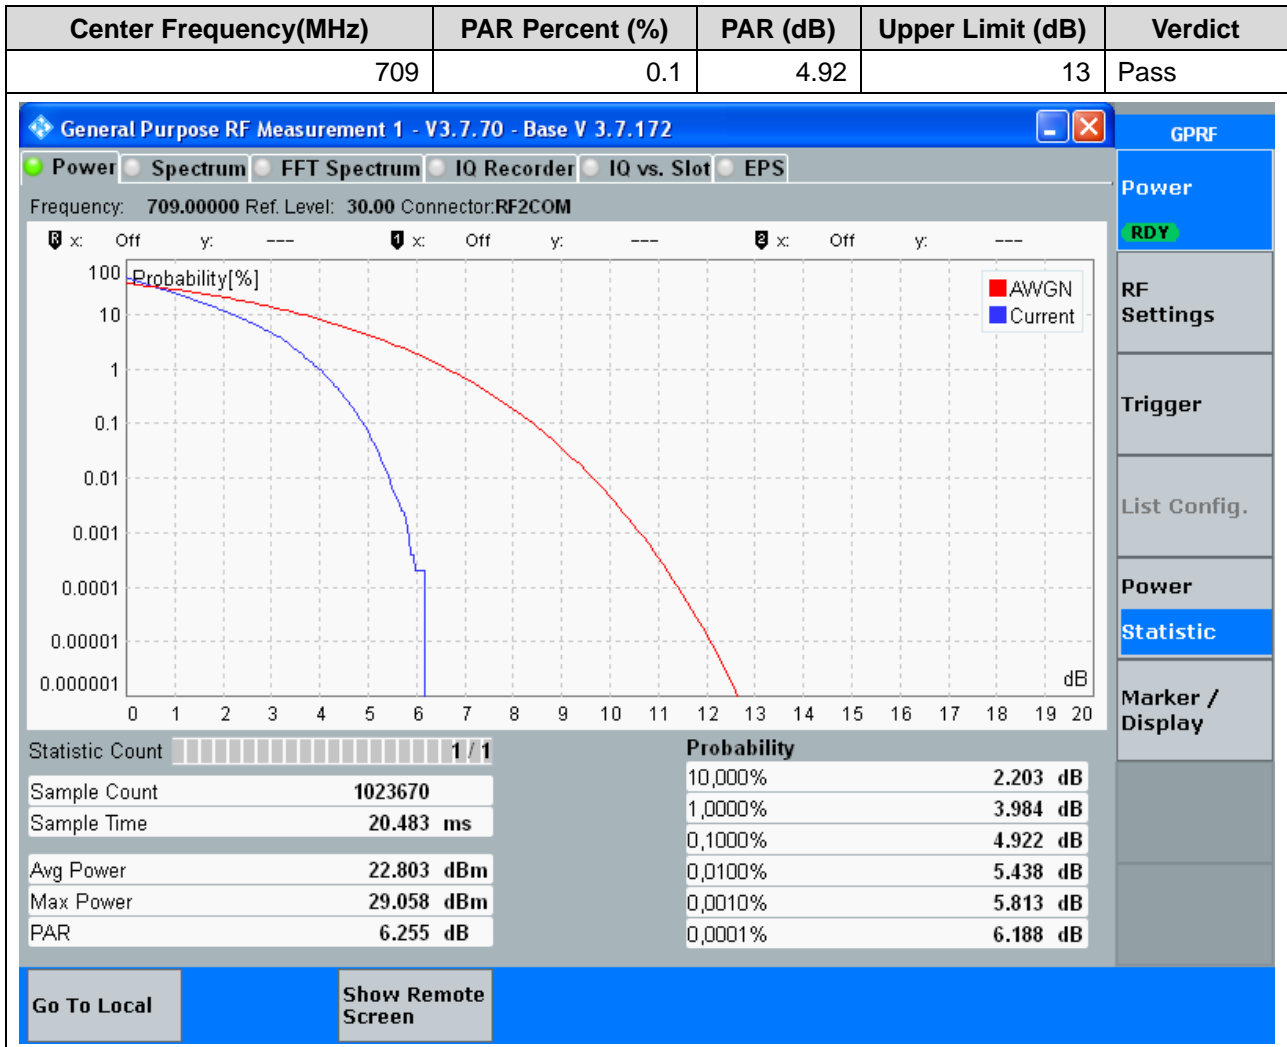 Center Frequency(MHz) PAR Percent (%) PAR (dB) Upper Limit (dB) Verdict
709 0.1 4.92 13 Pass
General Purpose RF Measurement 1 - V3.7.70 - Base V 3.7.172
GPRF
Power Spectrum FFT Spectrum IQ Recorder IQ vs. Slot EPS
Power
RDY
Frequency: 709.00000 Ref. Level: 30.00 Connector:RF2COM
R x: Off y: --- 1 x: Off y: --- 2 x: Off y: ---
Probability[%]
AWGN
Current
100
10
1
0.1
0.01
0.001
0.0001
0.00001
0.000001
dB
0 1 2 3 4 5 6 7 8 9 10 11 12 13 14 15 16 17 18 19 20
RF
Settings
Trigger
List Config.
Power
Statistic
Marker /
Display
Statistic Count 1 / 1
Sample Count 1023670
Sample Time 20.483 ms
Avg Power 22.803 dBm
Max Power 29.058 dBm
PAR 6.255 dB
Probability
10,000% 2.203 dB
1,0000% 3.984 dB
0,1000% 4.922 dB
0,0100% 5.438 dB
0,0010% 5.813 dB
0,0001% 6.188 dB
Go To Local
Show Remote
Screen